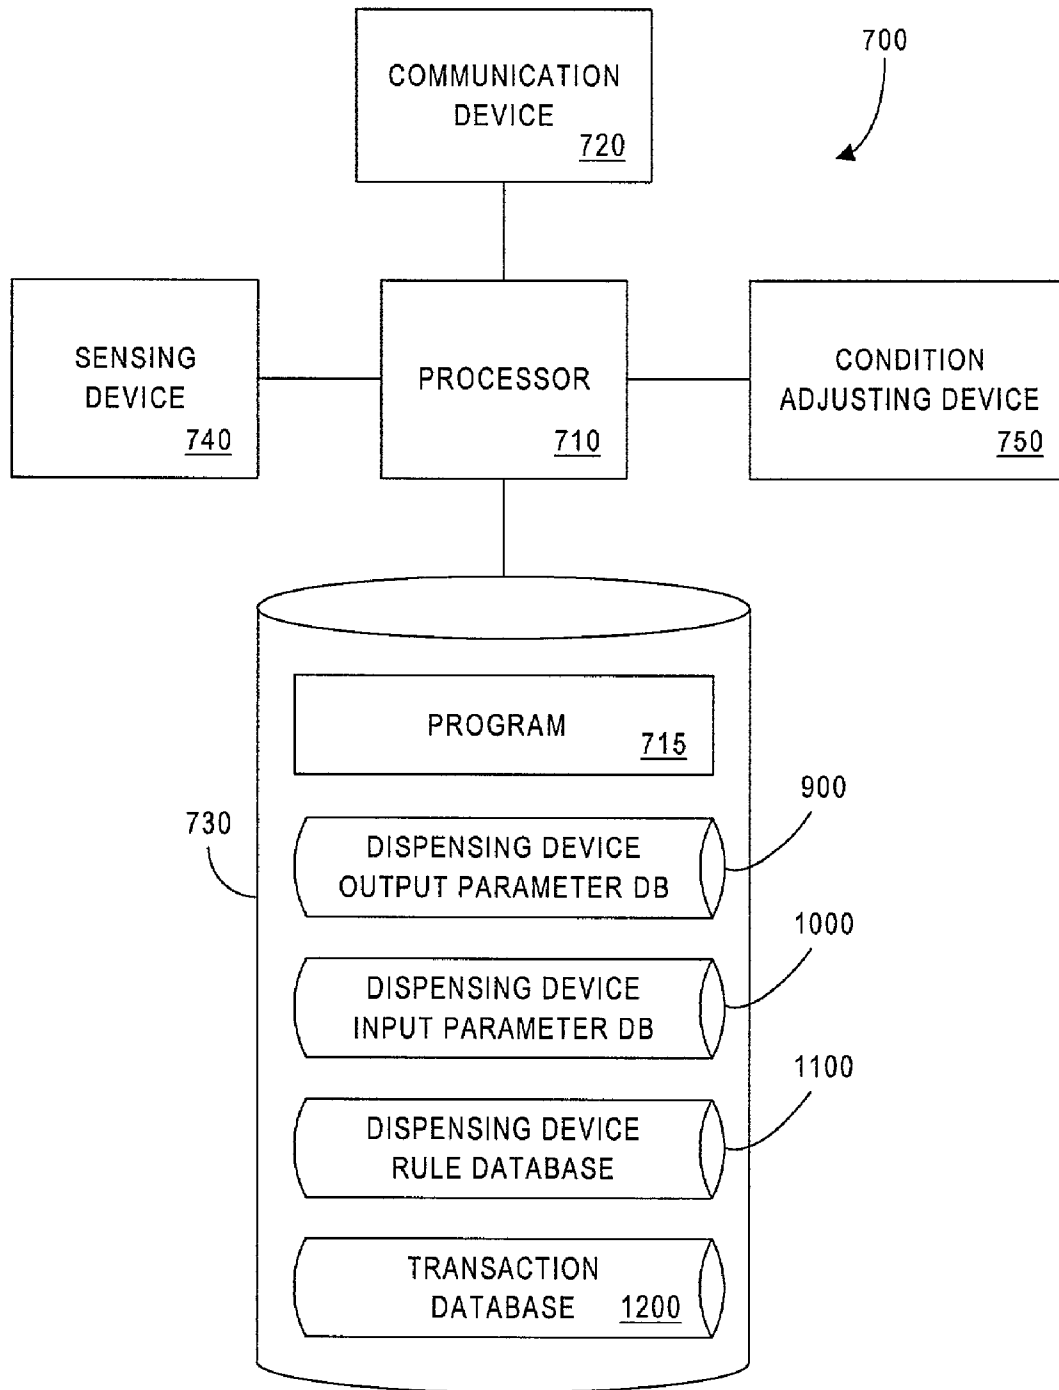 700
COMMUNICATION
DEVICE
720
SENSING
DEVICE
740
PROCESSOR
710
CONDITION
ADJUSTING DEVICE
750
730
PROGRAM
715
900
DISPENSING DEVICE
OUTPUT PARAMETER DB
1000
DISPENSING DEVICE
INPUT PARAMETER DB
1100
DISPENSING DEVICE
RULE DATABASE
TRANSACTION
DATABASE 1200